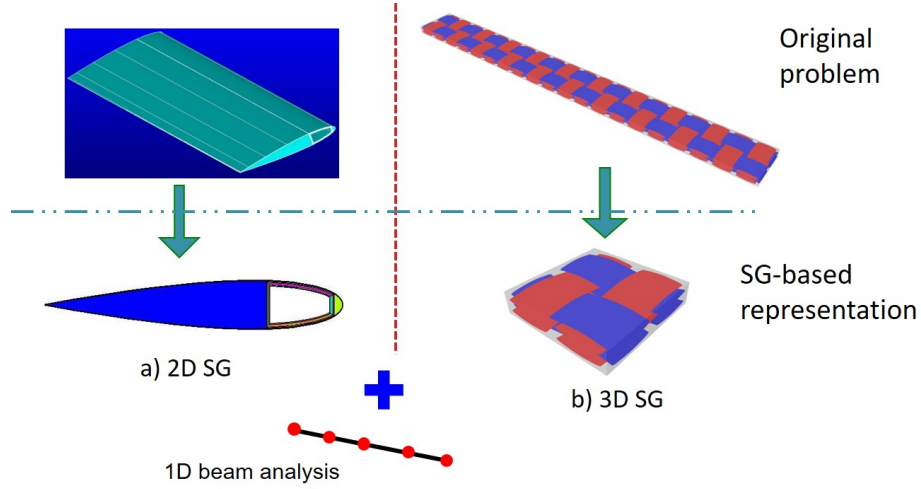 Original
problem
SG-based
representation
a) 2D SG
b) 3D SG
1D beam analysis